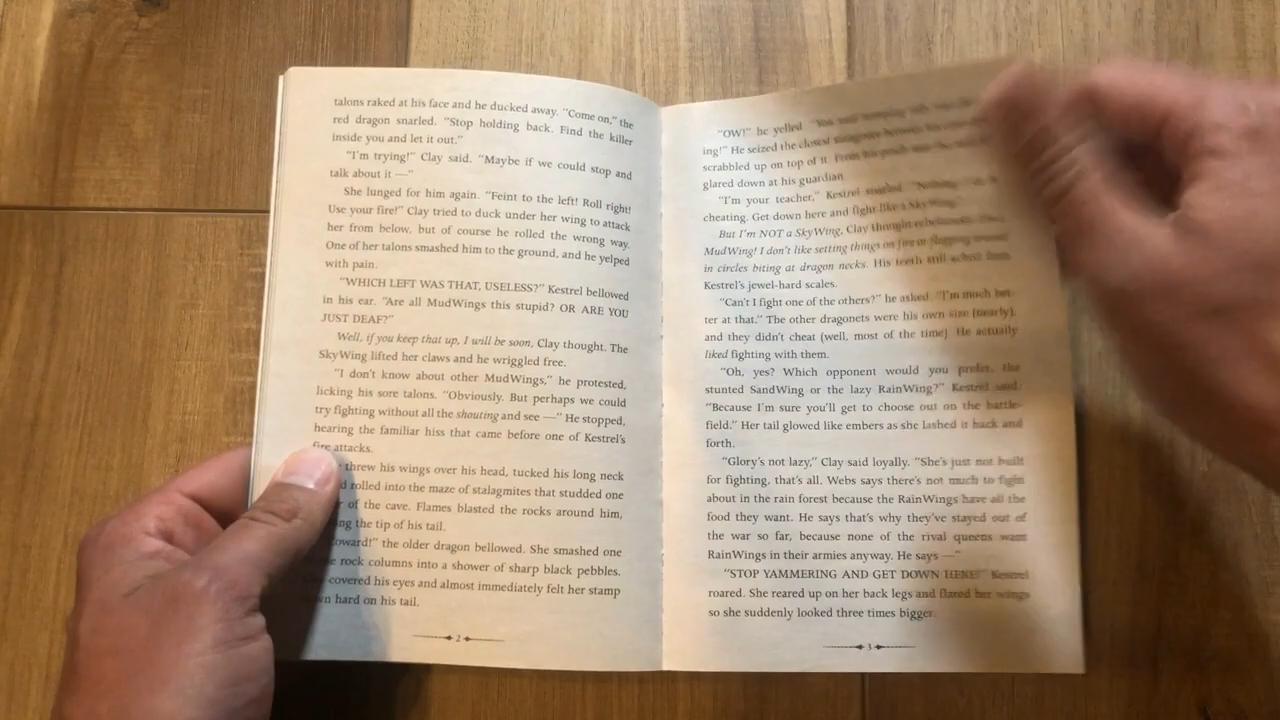 talons raked at his face and he ducked away. "Come on," the
red dragon snarled. "Stop holding back. Find the killer
inside you and let it out."
"I'm trying!" Clay said. "Maybe if we could stop and
talk about it —"
She lunged for him again. "Feint to the left! Roll right!
Use your fire!" Clay tried to duck under her wing to attack
her from below, but of course he rolled the wrong way.
One of her talons smashed him to the ground, and he yelped
with pain.
"WHICH LEFT WAS THAT, USELESS?" Kestrel bellowed
in his ear. "Are all MudWings this stupid? OR ARE YOU
JUST DEAF?"
Well, if you keep that up, I will be soon, Clay thought. The
SkyWing lifted her claws and he wriggled free.
"I don't know about other MudWings," he protested,
licking his sore talons. "Obviously. But perhaps we could
try fighting without all the shouting and see —" He stopped,
hearing the familiar hiss that came before one of Kestrel's
fire attacks.
threw his wings over his head, tucked his long neck
rolled into the maze of stalagmites that studded one
of the cave. Flames blasted the rocks around him,
the tip of his tail.
the older dragon bellowed. She smashed one
rock columns into a shower of sharp black pebbles.
covered his eyes and almost immediately felt her stamp
hard on his tail.
2
"OW!" he yelled. "You said
ing!" He seized the closest stalagmite between his
scrabbled up on top of it. From his perch
glared down at his guardian.
"I'm your teacher," Kestrel snarled. "Nothing
cheating. Get down here and fight like a SkyWing."
But I'm NOT a SkyWing, Clay thought rebelliously.
MudWing! I don't like setting things on fire or flapping around
in circles biting at dragon necks. His teeth still ached from
Kestrel's jewel-hard scales.
"Can't I fight one of the others?" he asked. "I'm much bet-
ter at that." The other dragonets were his own size (nearly),
and they didn't cheat (well, most of the time). He actually
liked fighting with them.
"Oh, yes? Which opponent would you prefer, the
stunted SandWing or the lazy RainWing?" Kestrel said.
"Because I'm sure you'll get to choose out on the battle-
field." Her tail glowed like embers as she lashed it back and
forth.
"Glory's not lazy," Clay said loyally. "She's just not built
for fighting, that's all. Webs says there's not much to fight
about in the rain forest because the RainWings have all the
food they want. He says that's why they've stayed out of
the war so far, because none of the rival queens want
RainWings in their armies anyway. He says —"
"STOP YAMMERING AND GET DOWN HERE!" Kestrel
roared. She reared up on her back legs and flared her wings
so she suddenly looked three times bigger.
3